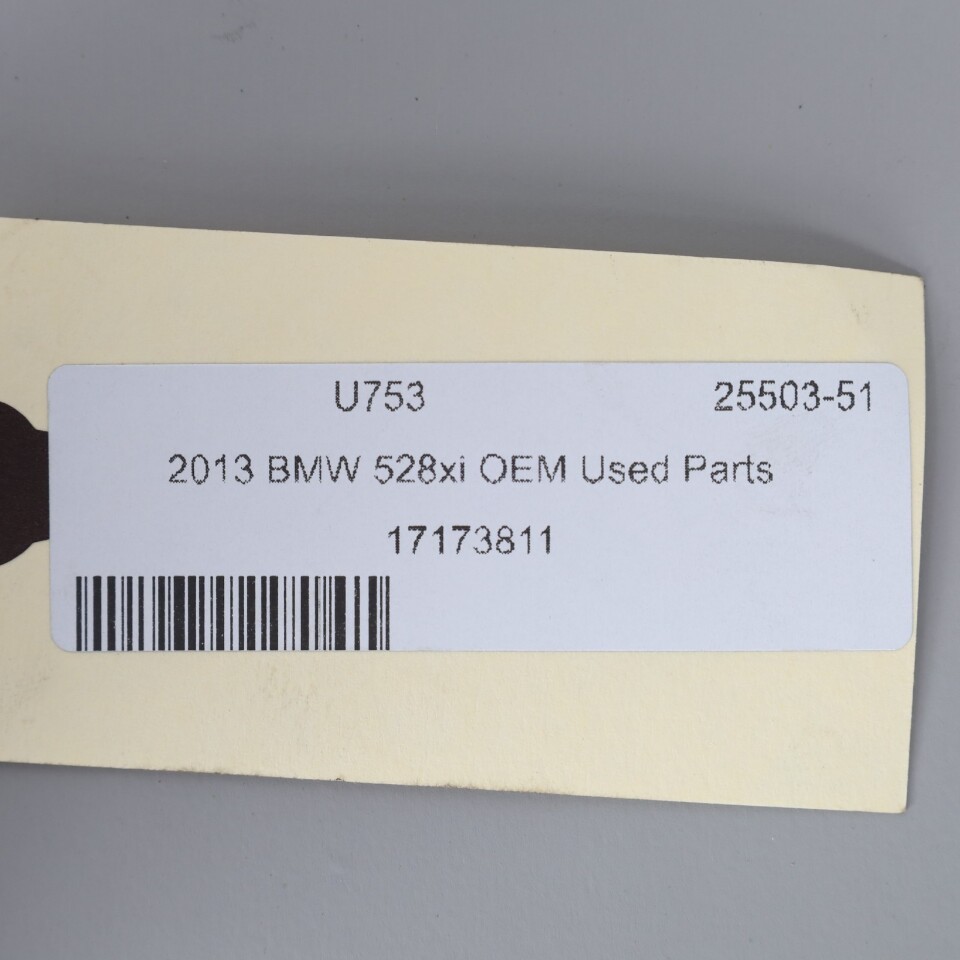 U753 25503-51
2013 BMW 528xi OEM Used Parts
17173811